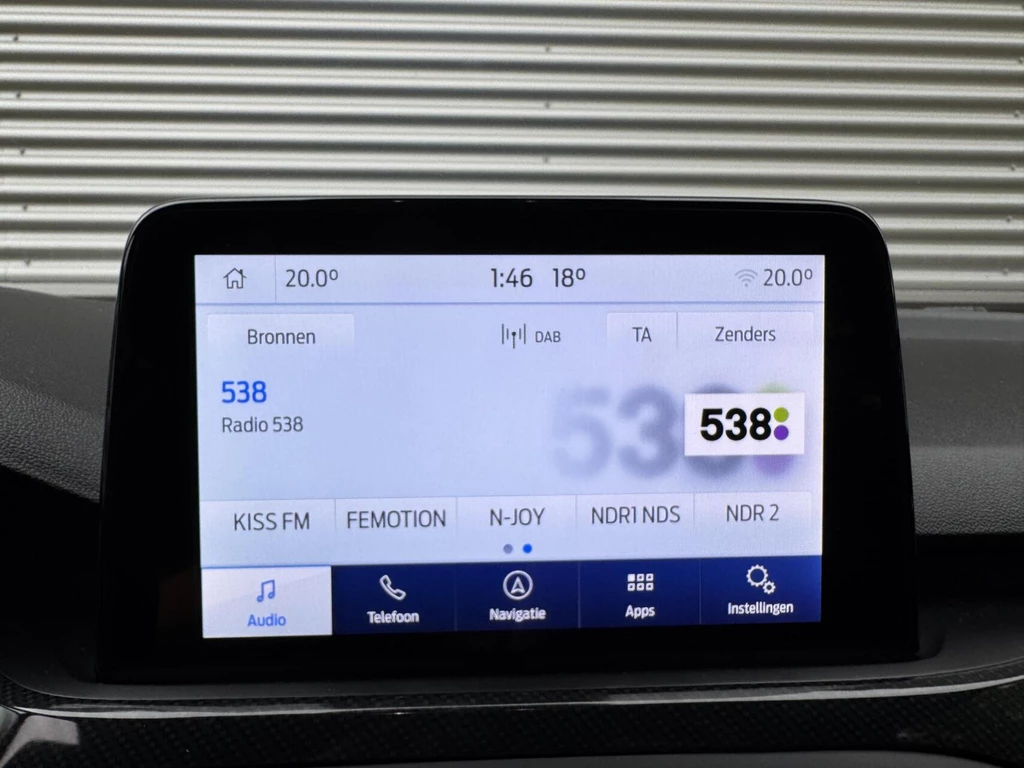 20.0° 1:46 18° 20.0°
Bronnen DAB TA Zenders
538
Radio 538
538
538
KISS FM FEMOTION N-JOY NDR1 NDS NDR 2
Audio Telefoon Navigatie Apps Instellingen